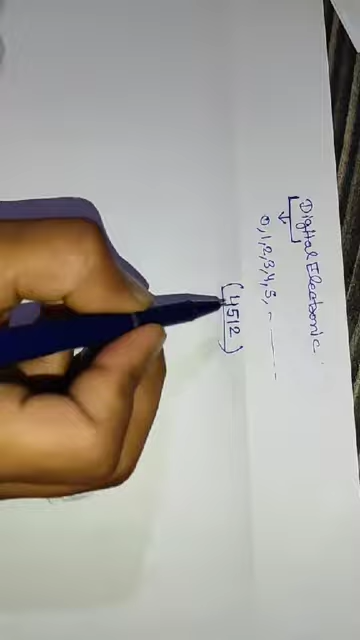 Digital Electronic
0,1,2,3,4,5, - ——— - - -
(4512)